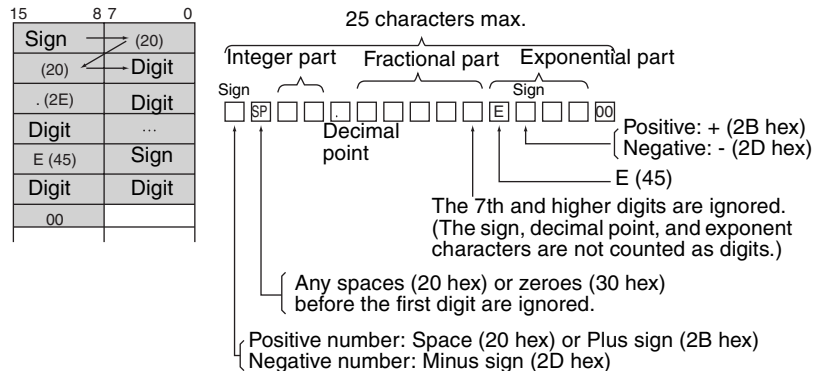 15 8 7 0
Sign (20)
(20) Digit
. (2E) Digit
Digit ...
E (45) Sign
Digit Digit
00
25 characters max.
Integer part Fractional part Exponential part
Sign Sign
SP . E 00
Decimal
point
Positive: + (2B hex)
Negative: - (2D hex)
E (45)
The 7th and higher digits are ignored.
(The sign, decimal point, and exponent
characters are not counted as digits.)
Any spaces (20 hex) or zeroes (30 hex)
before the first digit are ignored.
Positive number: Space (20 hex) or Plus sign (2B hex)
Negative number: Minus sign (2D hex)